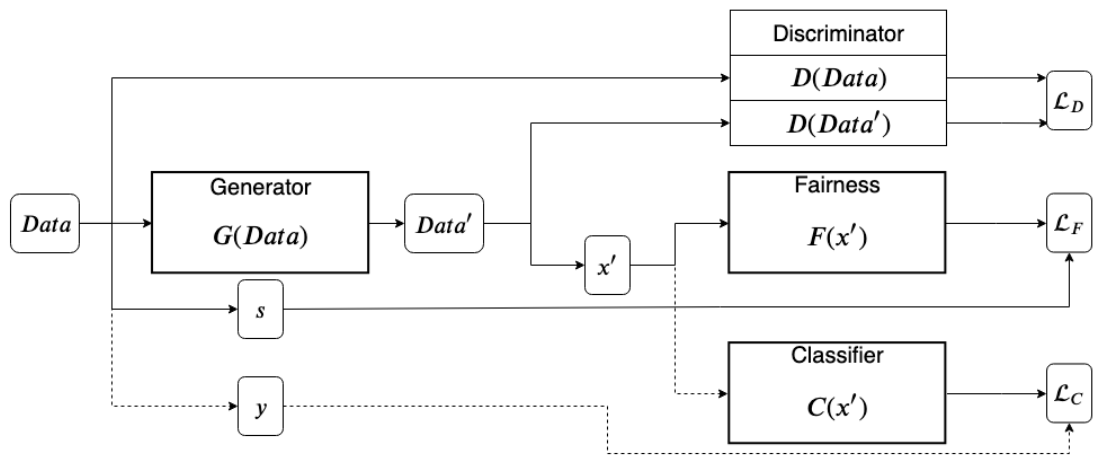 Discriminator
D(Data)
D(Data′)
ℒ_D
Data
Generator
G(Data)
Data′
x′
Fairness
F(x′)
ℒ_F
s
Classifier
C(x′)
ℒ_C
y